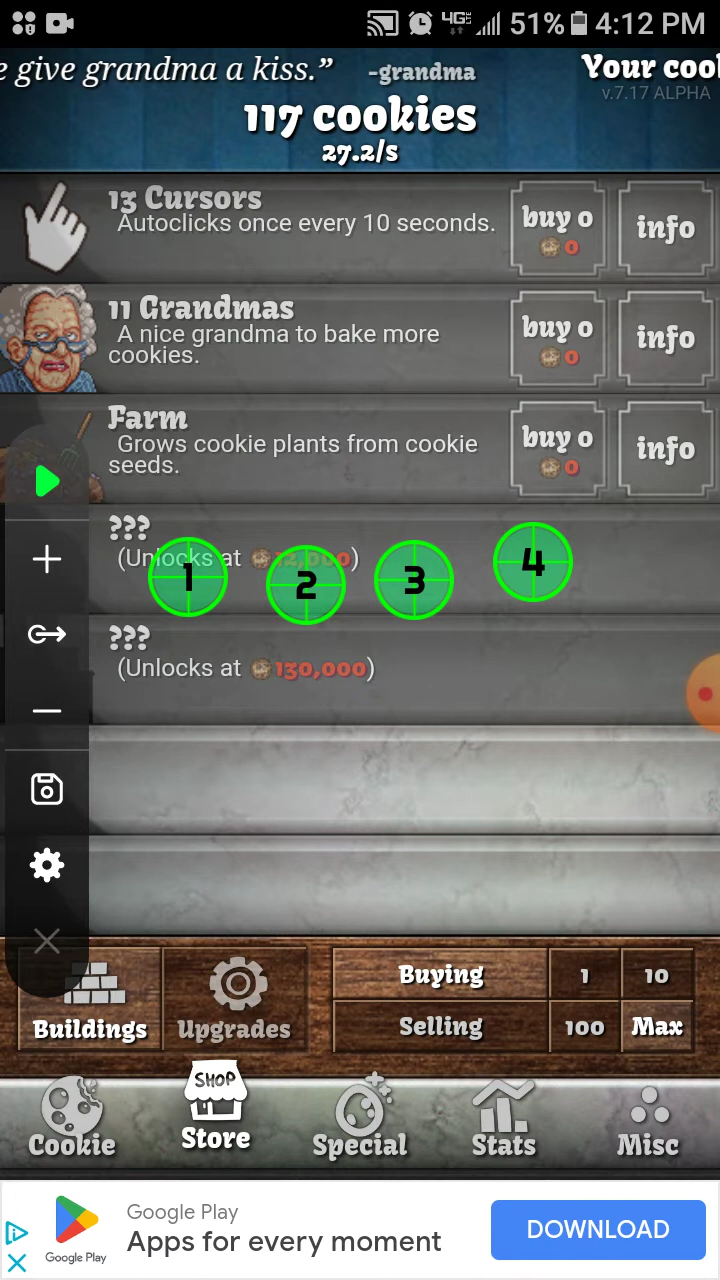 4G LTE 51% 4:12 PM
e give grandma a kiss.” -grandma
Your cool
v.7.17 ALPHA
117 cookies
27.2/s
13 Cursors
Autoclicks once every 10 seconds.
buy 0
0
info
11 Grandmas
A nice grandma to bake more
cookies.
buy 0
0
info
Farm
Grows cookie plants from cookie
seeds.
buy 0
0
info
???
(Unlocks at 12,000)
1 2 3 4
???
(Unlocks at 130,000)
Buildings
Upgrades
Buying 1 10
Selling 100 Max
Cookie
SHOP
Store
Special
Stats
Misc
Google Play
Google Play
Apps for every moment
DOWNLOAD